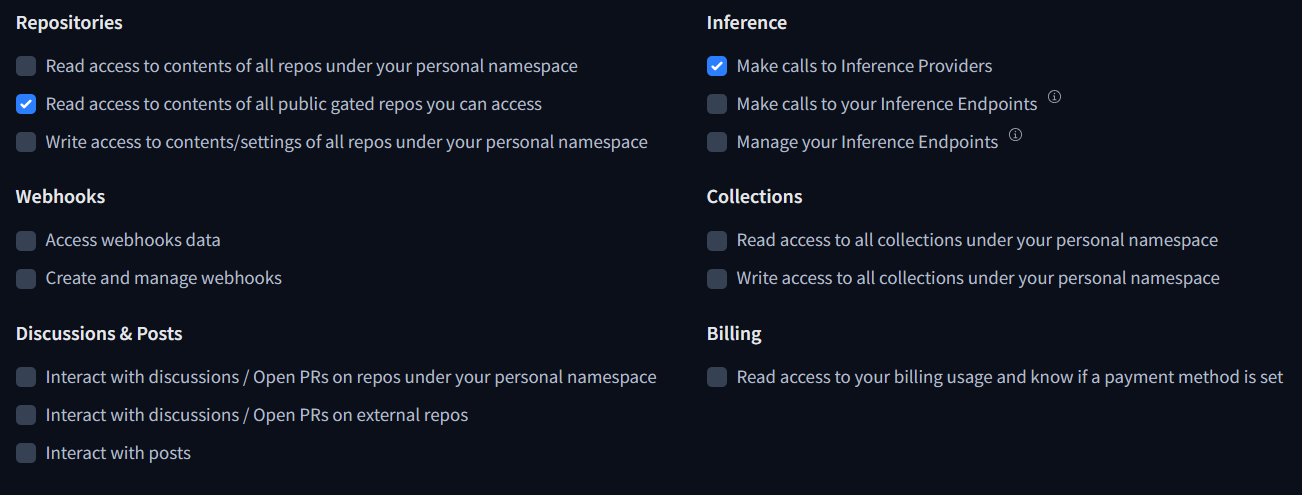 Repositories
Read access to contents of all repos under your personal namespace
Read access to contents of all public gated repos you can access
Write access to contents/settings of all repos under your personal namespace
Webhooks
Access webhooks data
Create and manage webhooks
Discussions & Posts
Interact with discussions / Open PRs on repos under your personal namespace
Interact with discussions / Open PRs on external repos
Interact with posts
Inference
Make calls to Inference Providers
Make calls to your Inference Endpoints
Manage your Inference Endpoints
Collections
Read access to all collections under your personal namespace
Write access to all collections under your personal namespace
Billing
Read access to your billing usage and know if a payment method is set